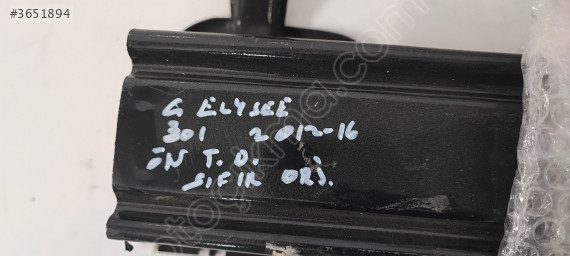 #3651894
C ELYSEE
301 2012-16
ÖN T.D.
SIFIR ORJ.